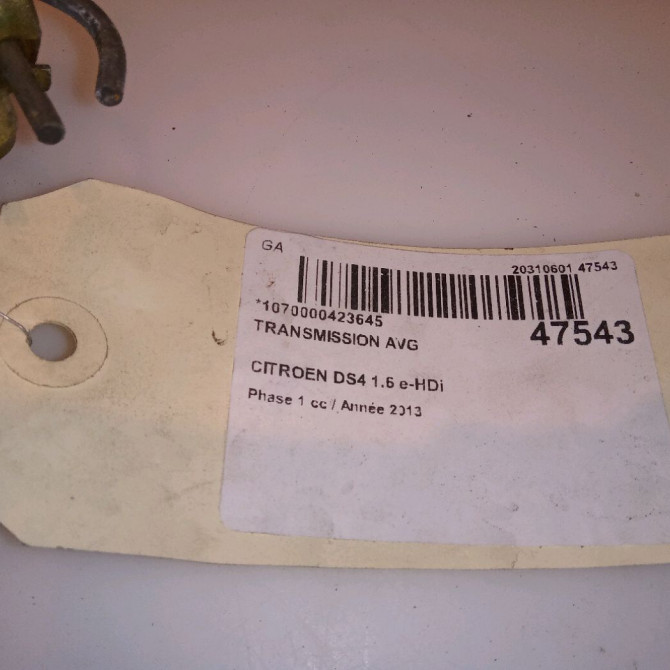 GA
20310601 47543
*1070000423645
47543
TRANSMISSION AVG
CITROEN DS4 1.6 e-HDi
Phase 1 cc / Année 2013